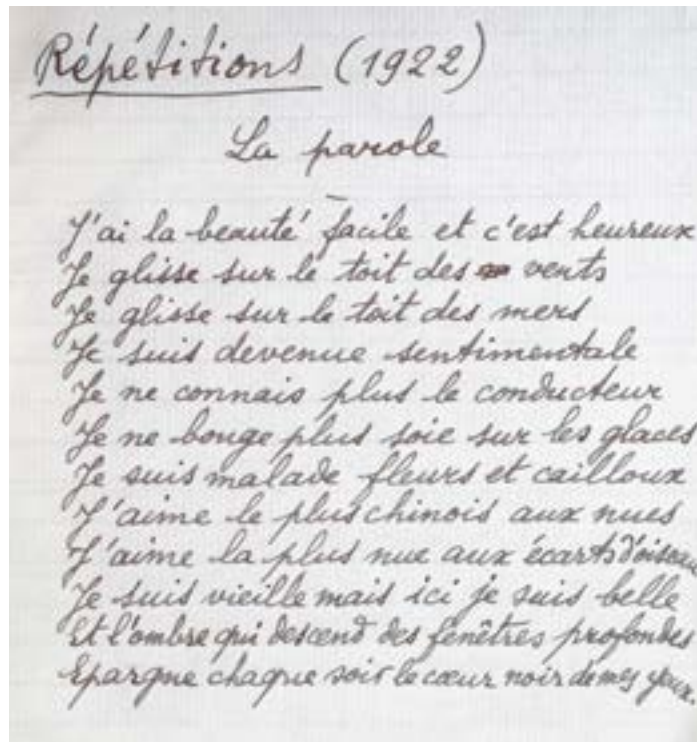 Répétitions (1922)
La parole
J'ai la beauté facile et c'est heureux
Je glisse sur le toit des vents
Je glisse sur le toit des mers
Je suis devenue sentimentale
Je ne connais plus le conducteur
Je ne bouge plus soie sur les glaces
Je suis malade fleurs et cailloux
J'aime le plus chinois aux nues
J'aime la plus nue aux écarts d'oiseau
Je suis vieille mais ici je suis belle
Et l'ombre qui descend des fenêtres profondes
Epargne chaque soir le cœur noir de mes yeux.